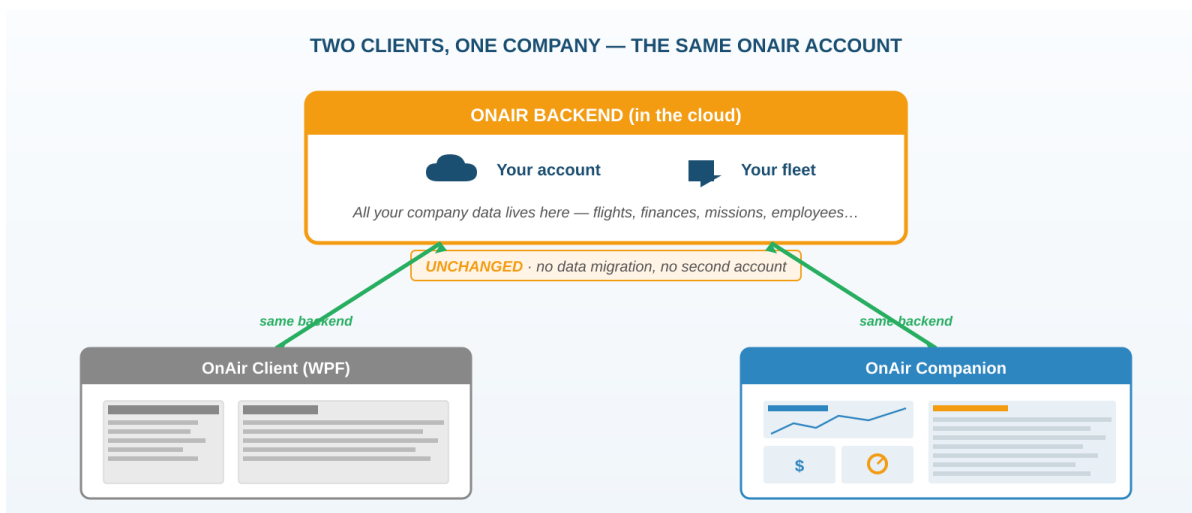 TWO CLIENTS, ONE COMPANY — THE SAME ONAIR ACCOUNT
ONAIR BACKEND (in the cloud)
Your account
Your fleet
All your company data lives here — flights, finances, missions, employees…
UNCHANGED · no data migration, no second account
same backend
same backend
OnAir Client (WPF)
OnAir Companion
$